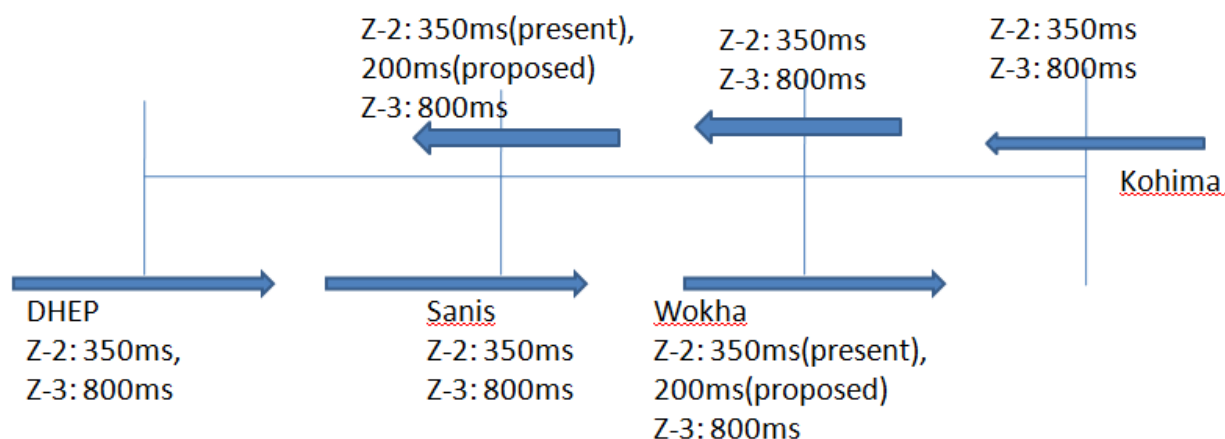 Z-2: 350ms(present),
200ms(proposed)
Z-3: 800ms
Z-2: 350ms
Z-3: 800ms
Z-2: 350ms
Z-3: 800ms
Kohima
DHEP
Z-2: 350ms,
Z-3: 800ms
Sanis
Z-2: 350ms
Z-3: 800ms
Wokha
Z-2: 350ms(present),
200ms(proposed)
Z-3: 800ms